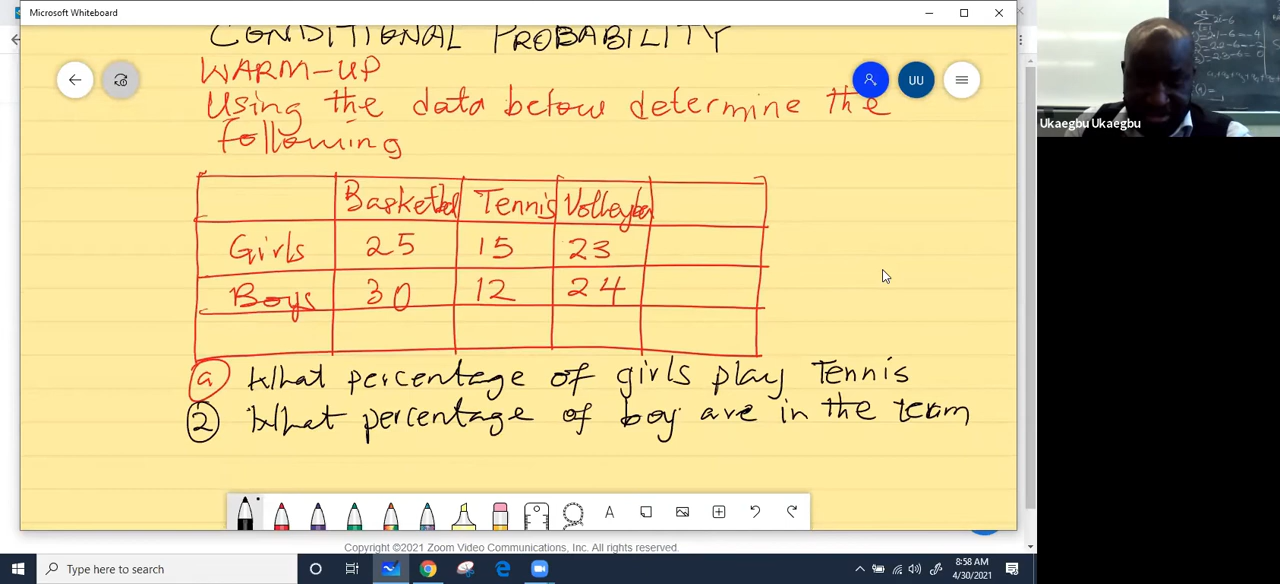 Microsoft Whiteboard
CONDITIONAL PROBABILITY
WARM-UP
Using the data below determine the
following
UU
Ukaegbu Ukaegbu
Basketball Tennis Volleyball
Girls 25 15 23
Boys 30 12 24
a What percentage of girls play Tennis
2 What percentage of boy are in the team
Copyright ©2021 Zoom Video Communications, Inc. All rights reserved.
Type here to search
8:58 AM
4/30/2021